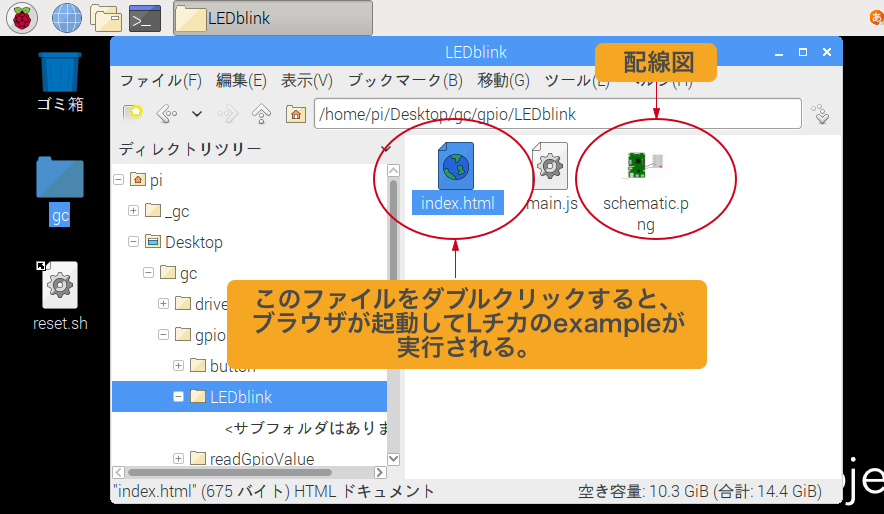 LEDblink
あ
LEDblink
ゴミ箱
gc
reset.sh
ファイル(F) 編集(E) 表示(V) ブックマーク(B) 移動(G) ツール(L) ヘルプ(H)
配線図
/home/pi/Desktop/gc/gpio/LEDblink
ディレクトリツリー
pi
_gc
Desktop
gc
drive
gpio
button
LEDblink
<サブフォルダはありま
readGpioValue
index.html
main.js
schematic.p
ng
このファイルをダブルクリックすると、
ブラウザが起動してLチカのexampleが
実行される。
"index.html" (675 バイト) HTML ドキュメント
空き容量: 10.3 GiB (合計: 14.4 GiB)
oje